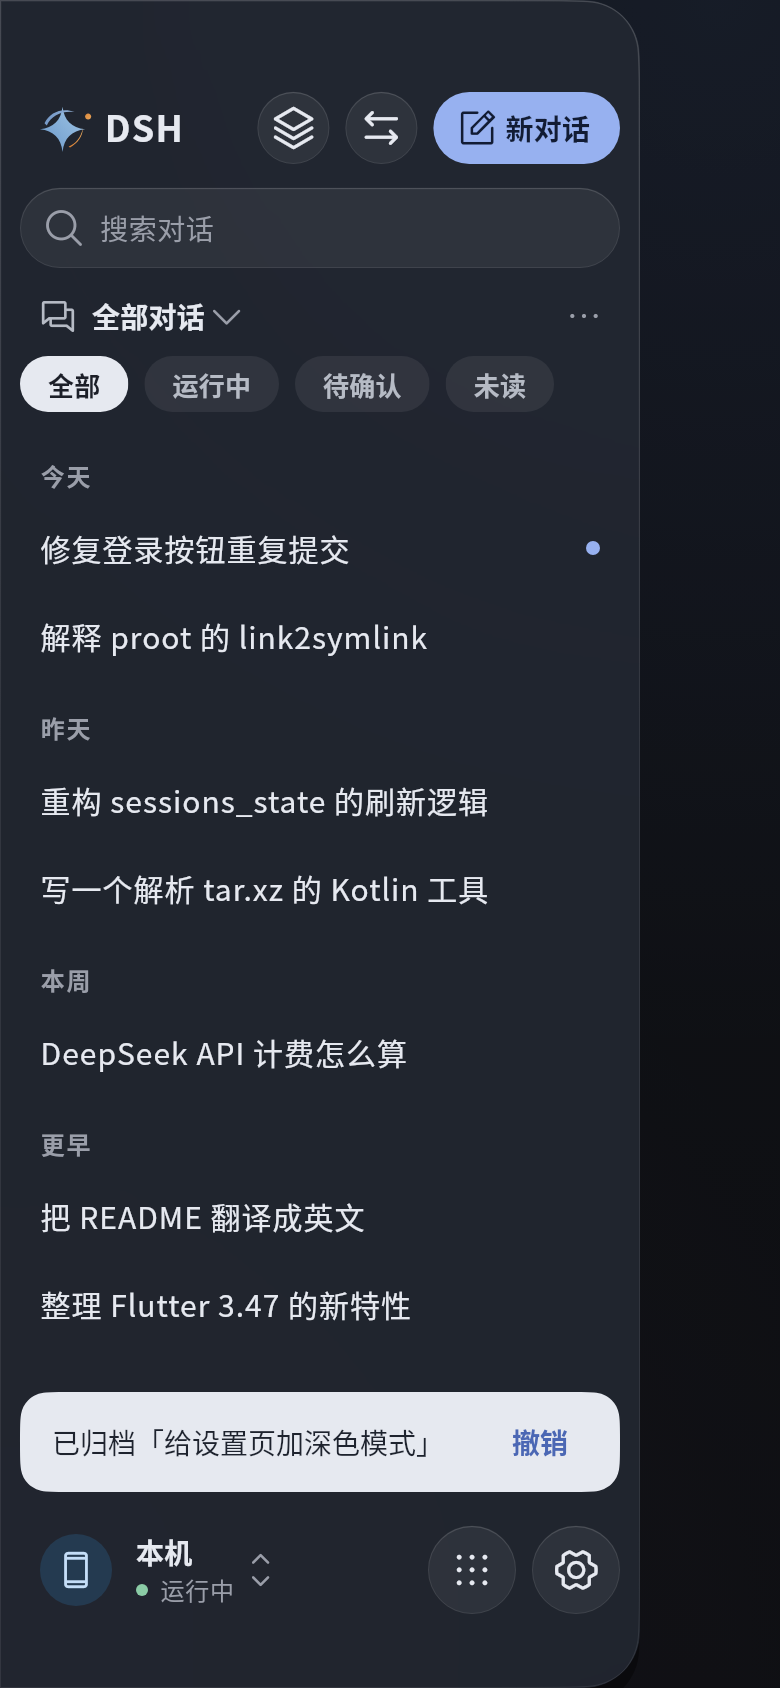 DSH
新对话
搜索对话
全部对话
全部 运行中 待确认 未读
今天
修复登录按钮重复提交
解释 proot 的 link2symlink
昨天
重构 sessions_state 的刷新逻辑
写一个解析 tar.xz 的 Kotlin 工具
本周
DeepSeek API 计费怎么算
更早
把 README 翻译成英文
整理 Flutter 3.47 的新特性
已归档「给设置页加深色模式」 撤销
本机
运行中